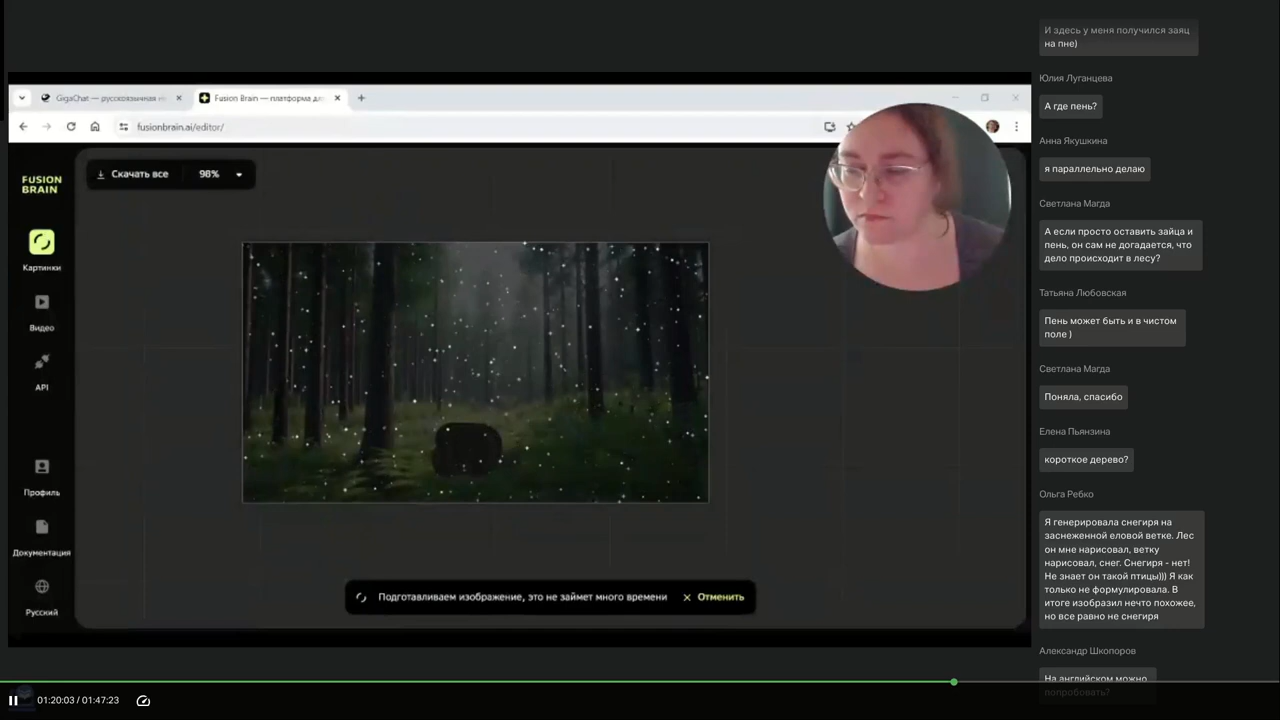 И здесь у меня получился заяц
на пне)
GigaChat — русскоязычная
Fusion Brain — платформа
Юлия Луганцева
А где пень?
fusionbrain.ai/editor/
Анна Якушкина
я параллельно делаю
Скачать все
98%
FUSION
BRAIN
Светлана Магда
А если просто оставить зайца и
пень, он сам не догадается, что
дело происходит в лесу?
Картинки
Татьяна Любовская
Пень может быть и в чистом
поле )
Видео
Светлана Магда
Поняла, спасибо
API
Елена Пьянзина
короткое дерево?
Профиль
Ольга Ребко
Я генерировала снегиря на
заснеженной еловой ветке. Лес
он мне нарисовал, ветку
нарисовал, снег. Снегиря - нет!
Не знает он такой птицы))) Я как
только не формулировала. В
итоге изобразил нечто похожее,
но все равно не снегиря
Документация
Подготавливаем изображение, это не займет много времени
Отменить
Русский
Александр Шкопоров
На английском можно
попробовать?
01:20:03 / 01:47:23